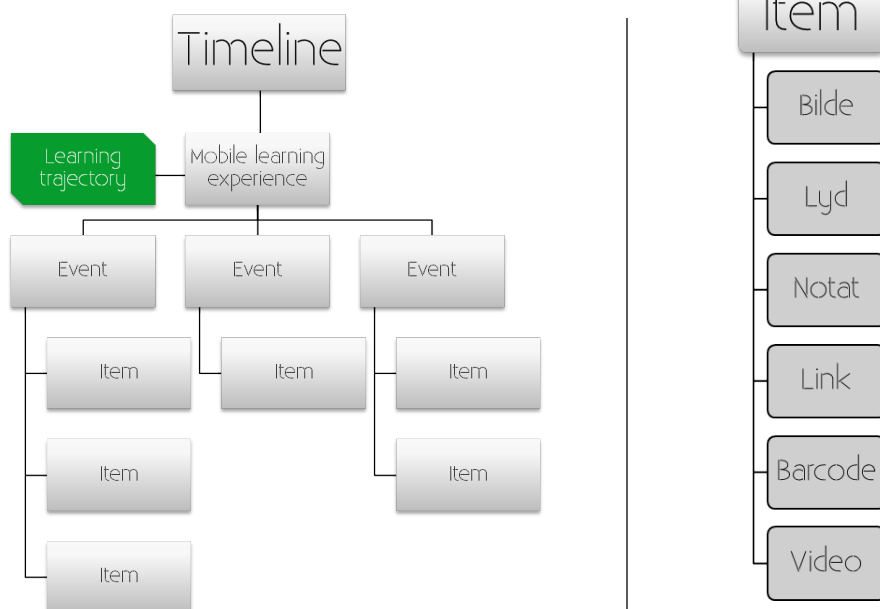 Timeline
Learning
trajectory
Mobile learning
experience
Event
Event
Event
Item
Item
Item
Item
Item
Item
Item
Bilde
Lyd
Notat
Link
Barcode
Video